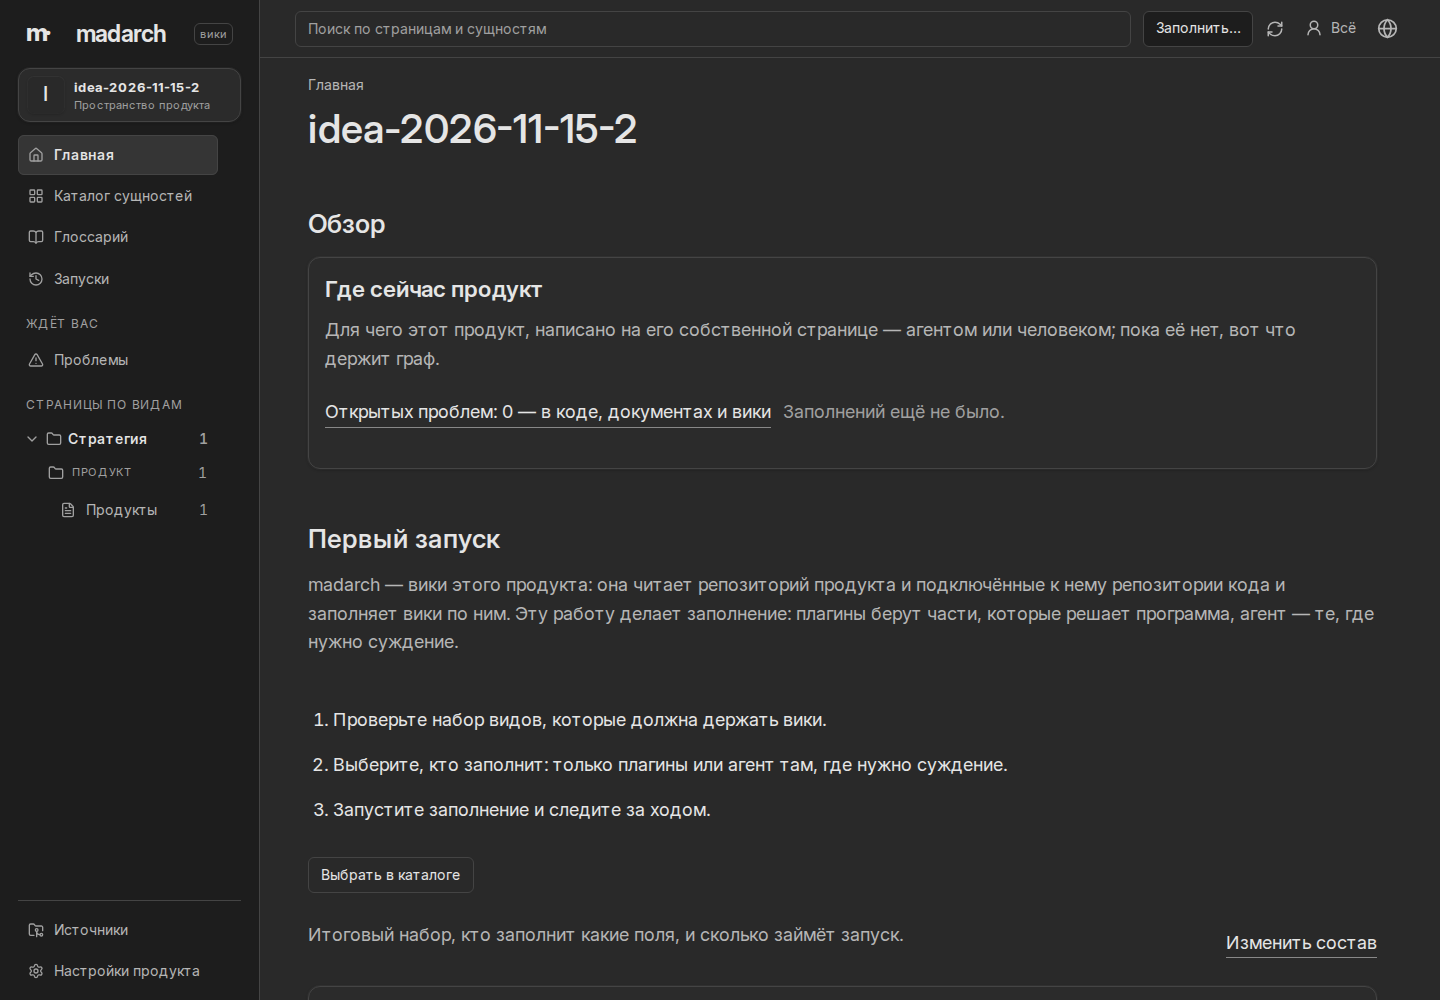 madarch
вики
Поиск по страницам и сущностям
Заполнить...
Всё
I
idea-2026-11-15-2
Пространство продукта
Главная
Каталог сущностей
Глоссарий
Запуски
ЖДЁТ ВАС
Проблемы
СТРАНИЦЫ ПО ВИДАМ
Стратегия 1
ПРОДУКТ 1
Продукты 1
Источники
Настройки продукта
Главная
idea-2026-11-15-2
Обзор
Где сейчас продукт
Для чего этот продукт, написано на его собственной странице — агентом или человеком; пока её нет, вот что
держит граф.
Открытых проблем: 0 — в коде, документах и вики Заполнений ещё не было.
Первый запуск
madarch — вики этого продукта: она читает репозиторий продукта и подключённые к нему репозитории кода и
заполняет вики по ним. Эту работу делает заполнение: плагины берут части, которые решает программа, агент — те, где
нужно суждение.
1. Проверьте набор видов, которые должна держать вики.
2. Выберите, кто заполнит: только плагины или агент там, где нужно суждение.
3. Запустите заполнение и следите за ходом.
Выбрать в каталоге
Итоговый набор, кто заполнит какие поля, и сколько займёт запуск.
Изменить состав